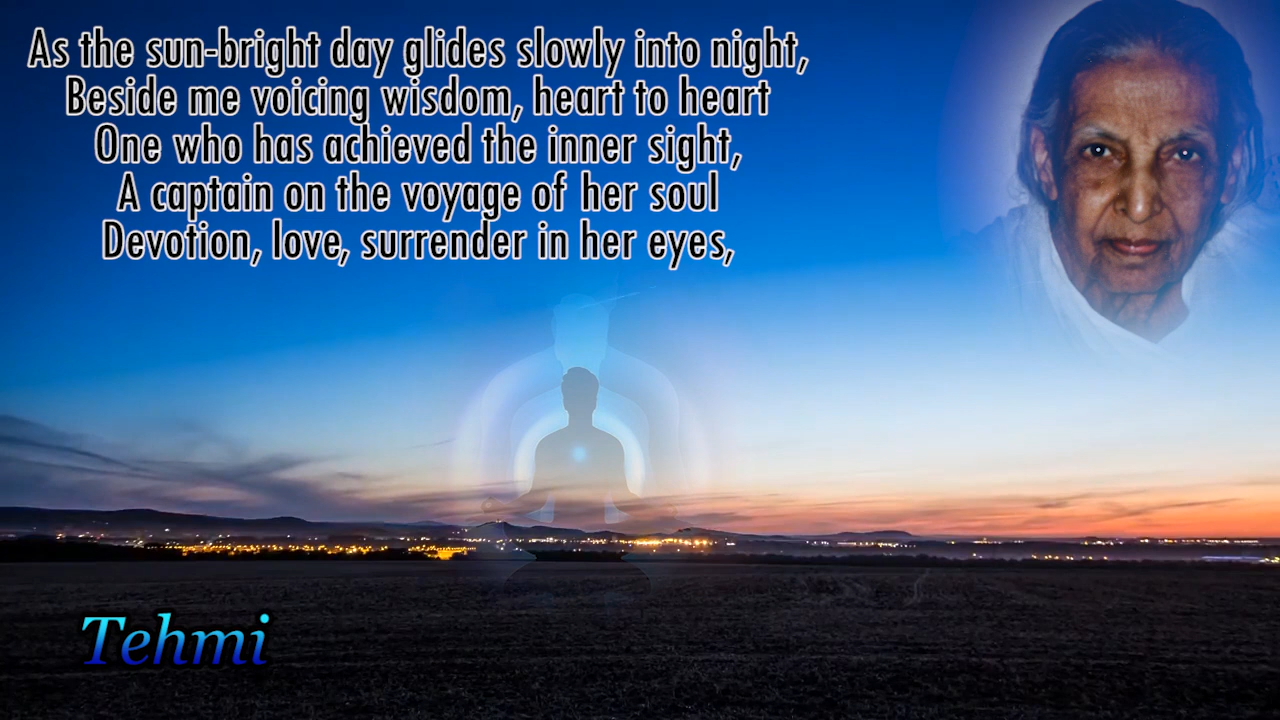 As the sun-bright day glides slowly into night,
Beside me voicing wisdom, heart to heart
One who has achieved the inner sight,
A captain on the voyage of her soul
Devotion, love, surrender in her eyes,
Tehmi